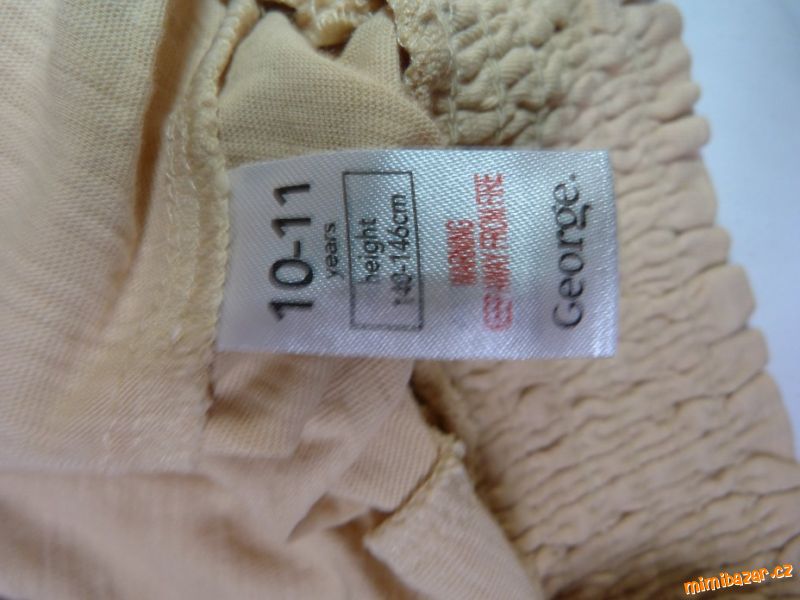 George.
WARNING
KEEP AWAY FROM FIRE
height
140-146cm
10-11
years
mimibazar.cz